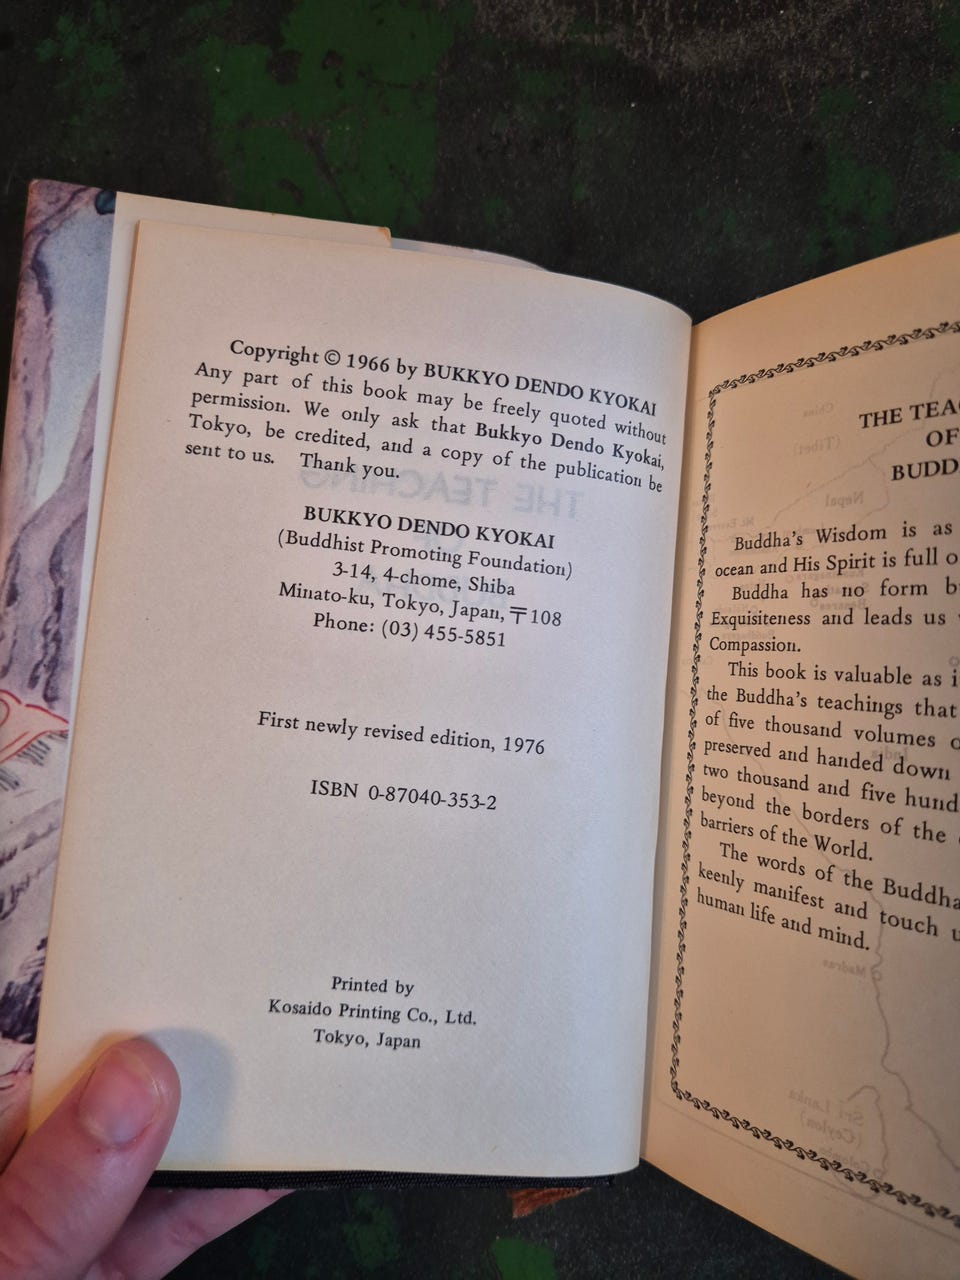 Copyright © 1966 by BUKKYO DENDO KYOKAI
Any part of this book may be freely quoted without
permission. We only ask that Bukkyo Dendo Kyokai,
Tokyo, be credited, and a copy of the publication be
sent to us. Thank you.
BUKKYO DENDO KYOKAI
(Buddhist Promoting Foundation)
3-14, 4-chome, Shiba
Minato-ku, Tokyo, Japan, 〒108
Phone: (03) 455-5851
First newly revised edition, 1976
ISBN 0-87040-353-2
Printed by
Kosaido Printing Co., Ltd.
Tokyo, Japan
THE
OF
Buddha's Wisdom is as
ocean and His Spirit is full
Buddha has no form
Exquisiteness and leads us
Compassion.
This book is valuable as
the Buddha's teachings that
of five thousand volumes
preserved and handed down
two thousand and five
beyond the borders of the
barriers of the World.
The words of the Buddha
keenly manifest and touch
human life and mind.